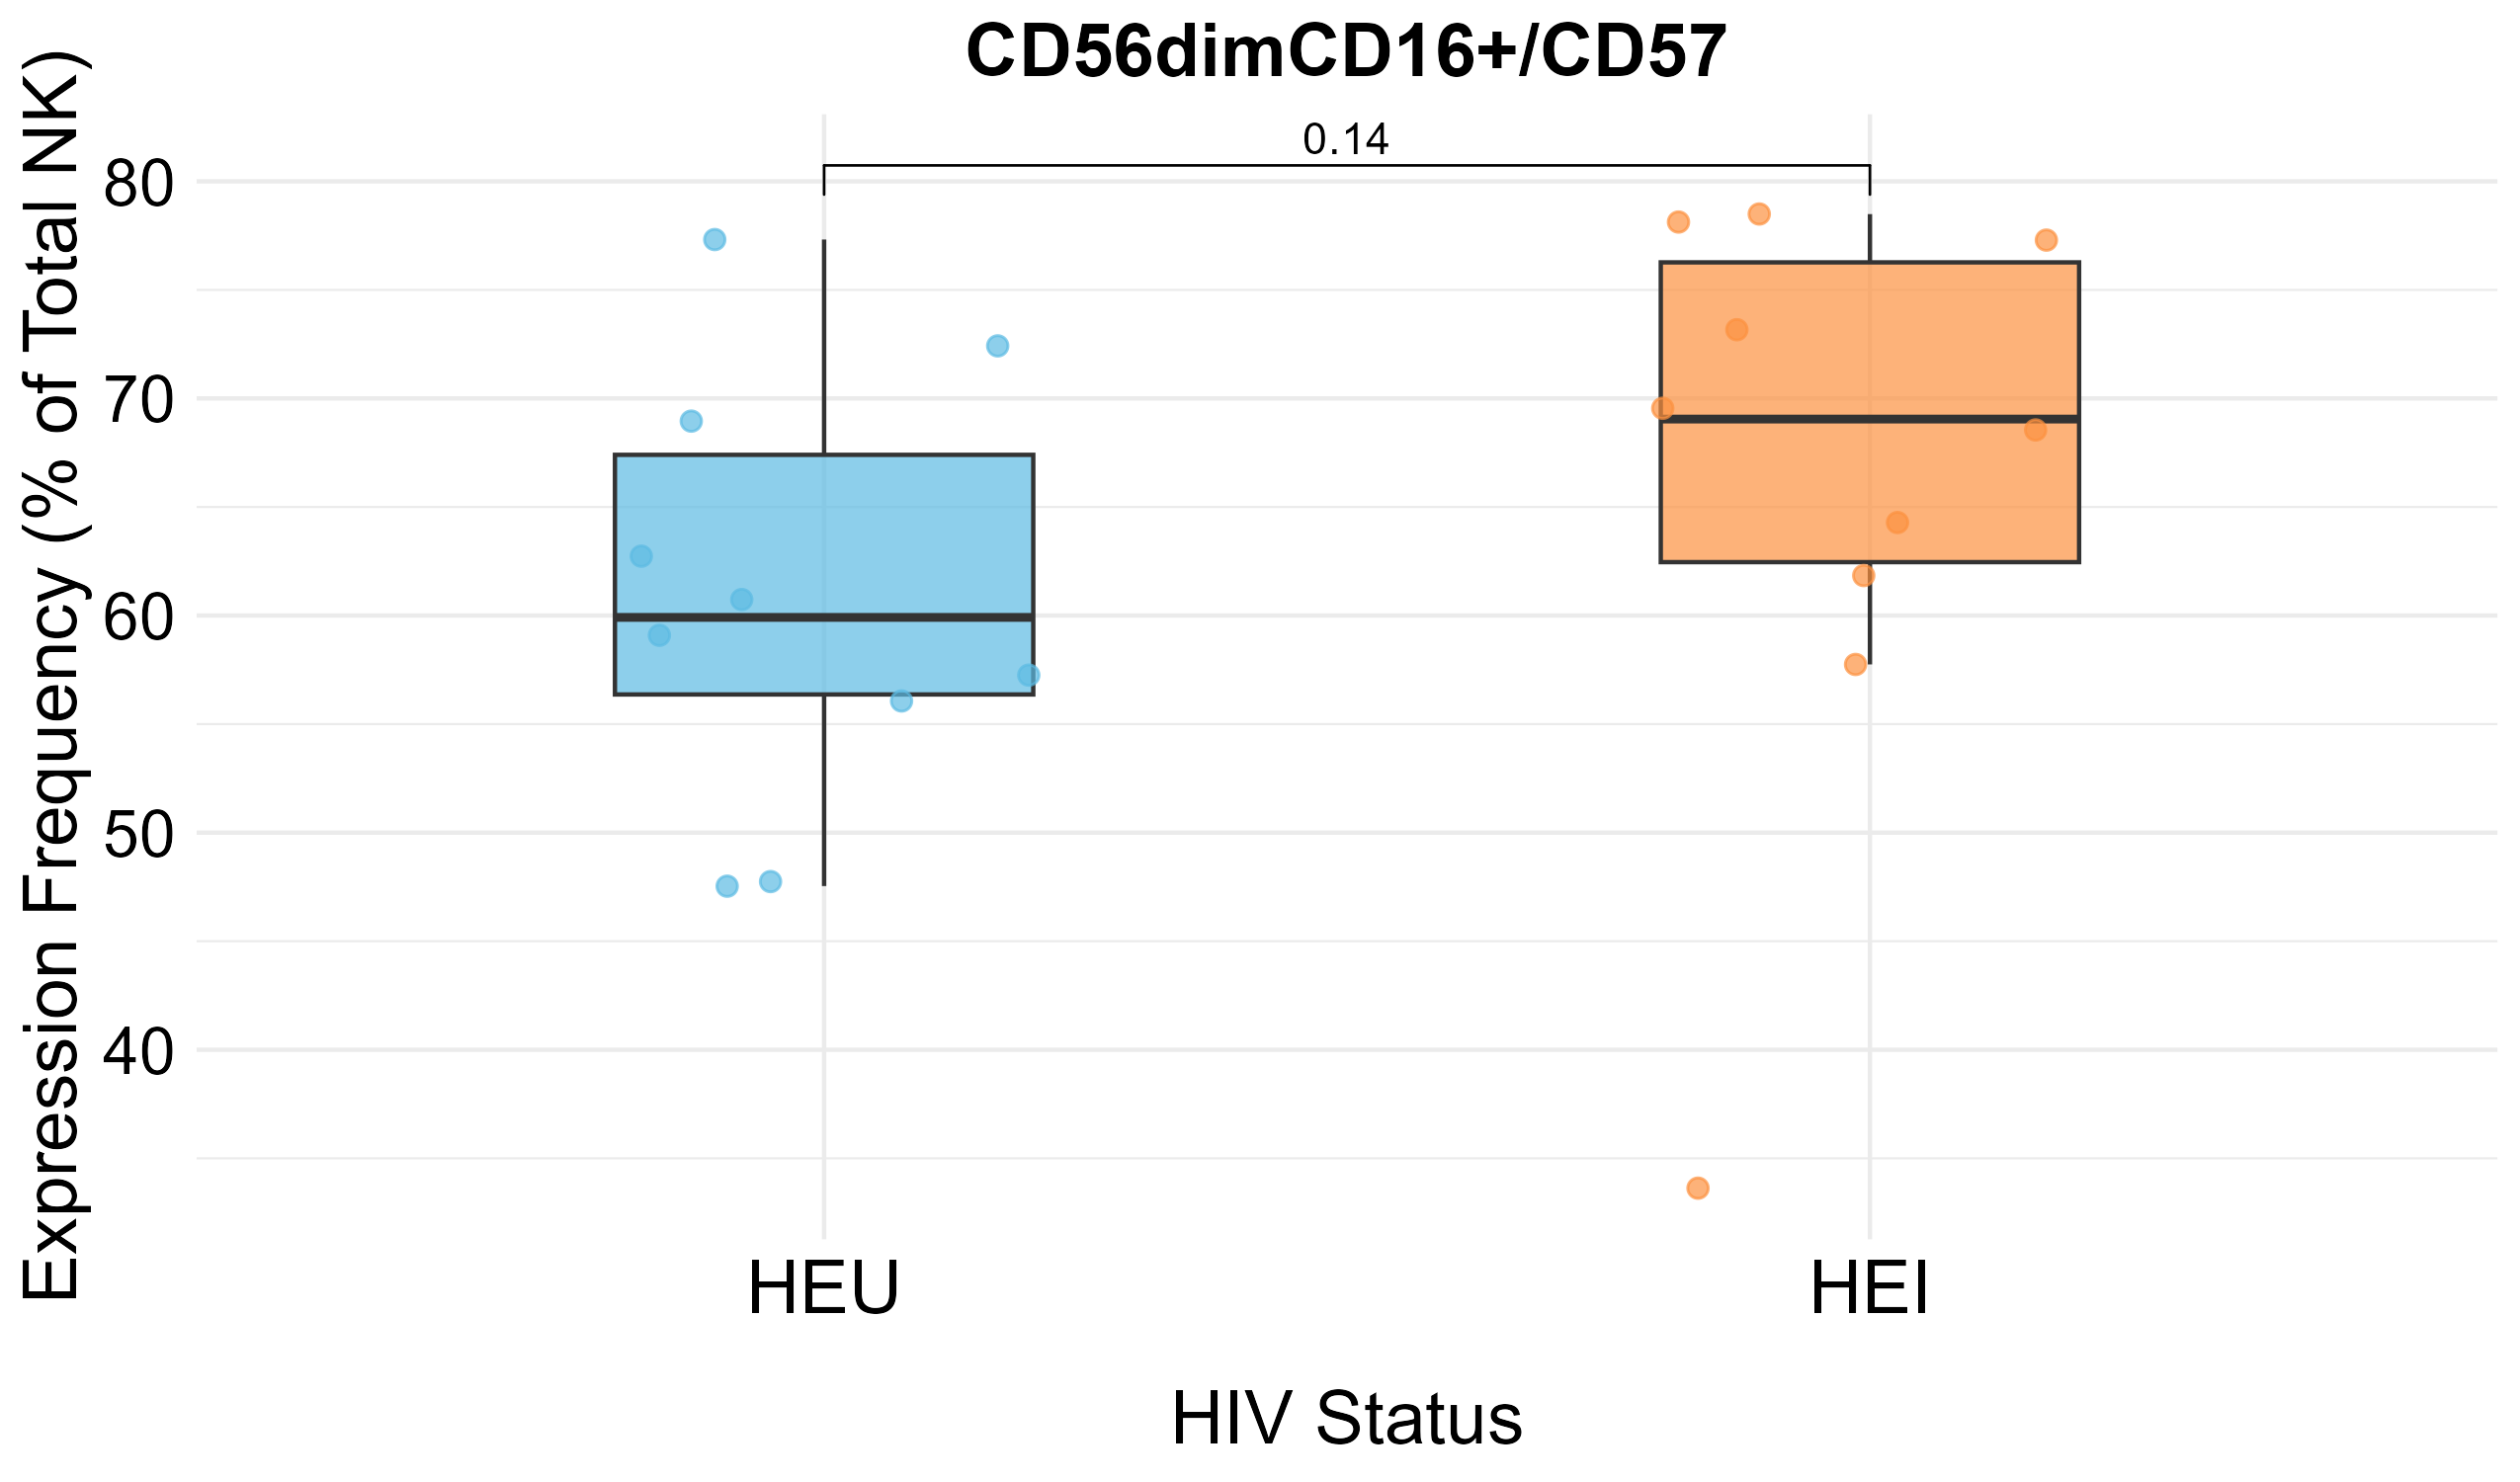 CD56dimCD16+/CD57
Expression Frequency (% of Total NK)
0.14
80
70
60
50
40
HEU
HEI
HIV Status